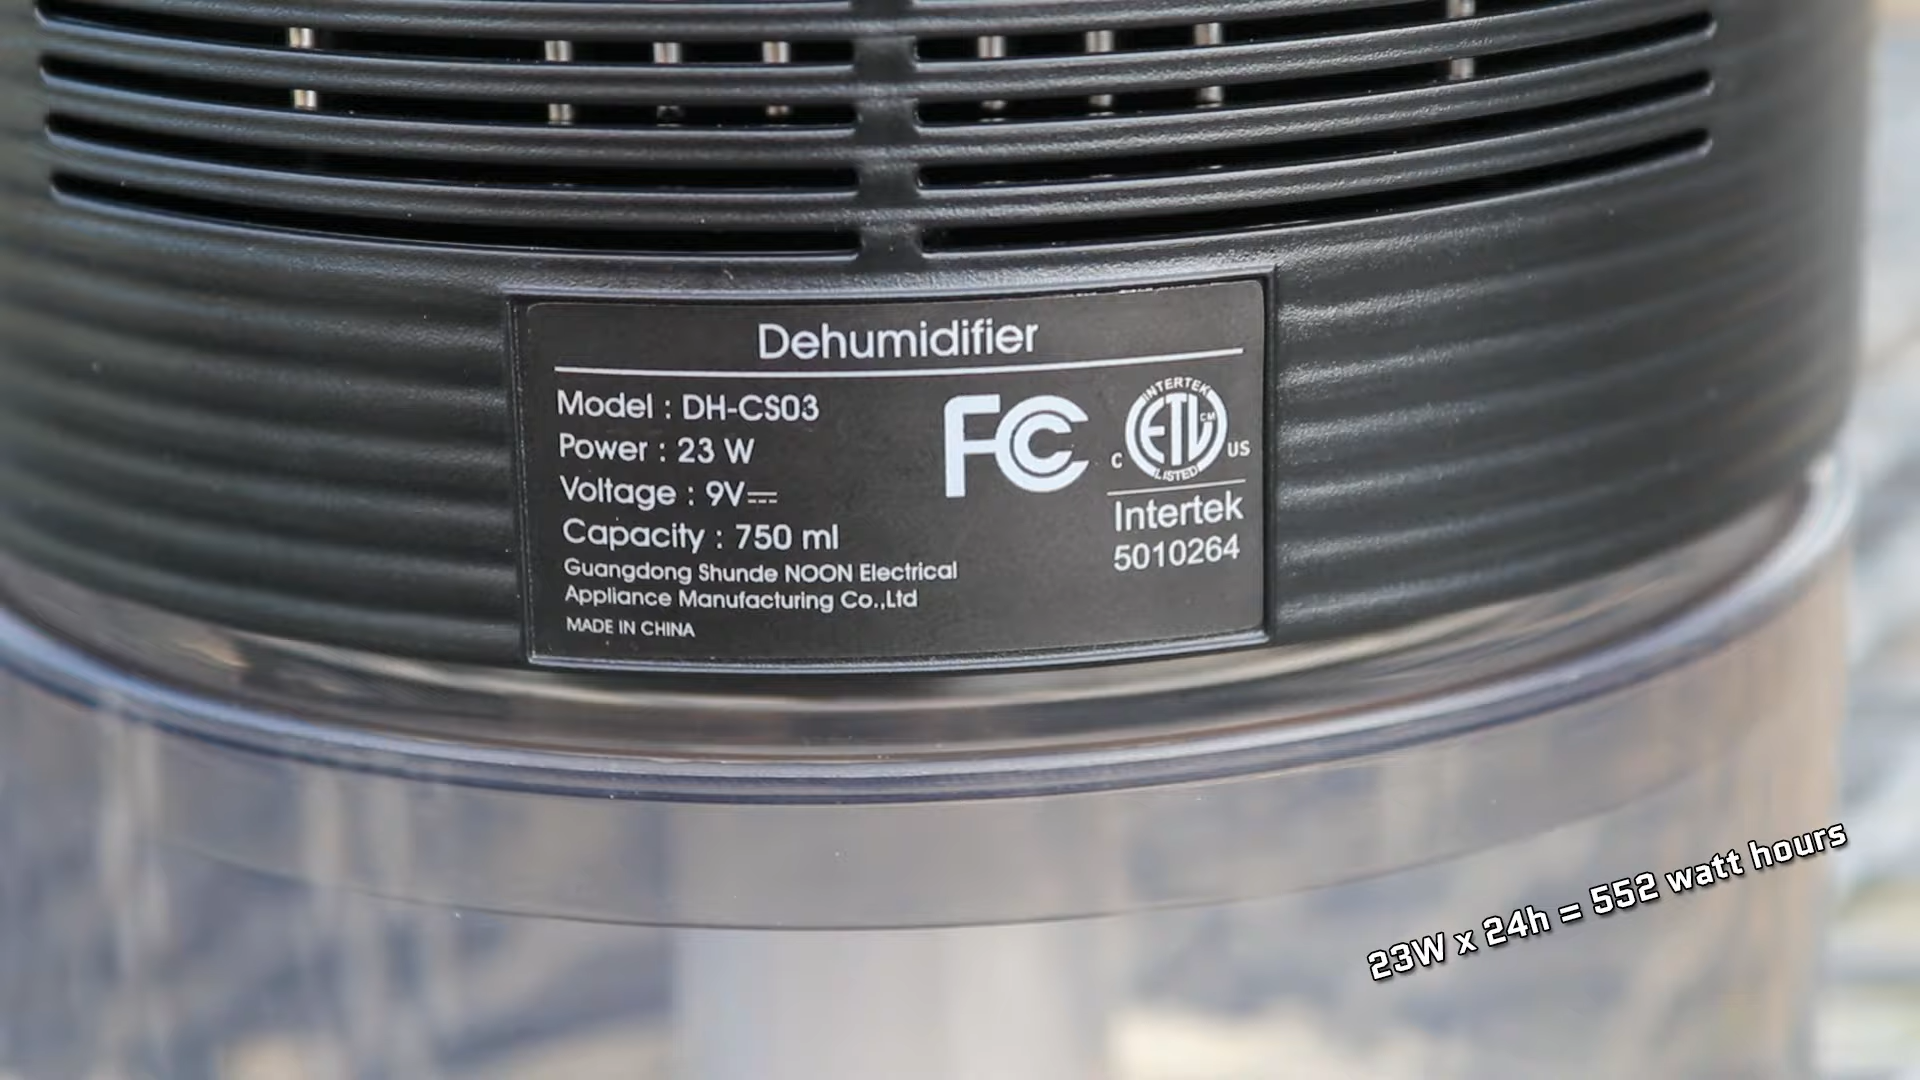 Dehumidifier
Model : DH-CS03
Power : 23 W
Voltage : 9V⎓
Capacity : 750 ml
Guangdong Shunde NOON Electrical
Appliance Manufacturing Co.,Ltd
MADE IN CHINA
FC
INTERTEK
ETL CM
LISTED
C US
Intertek
5010264
23W x 24h = 552 watt hours